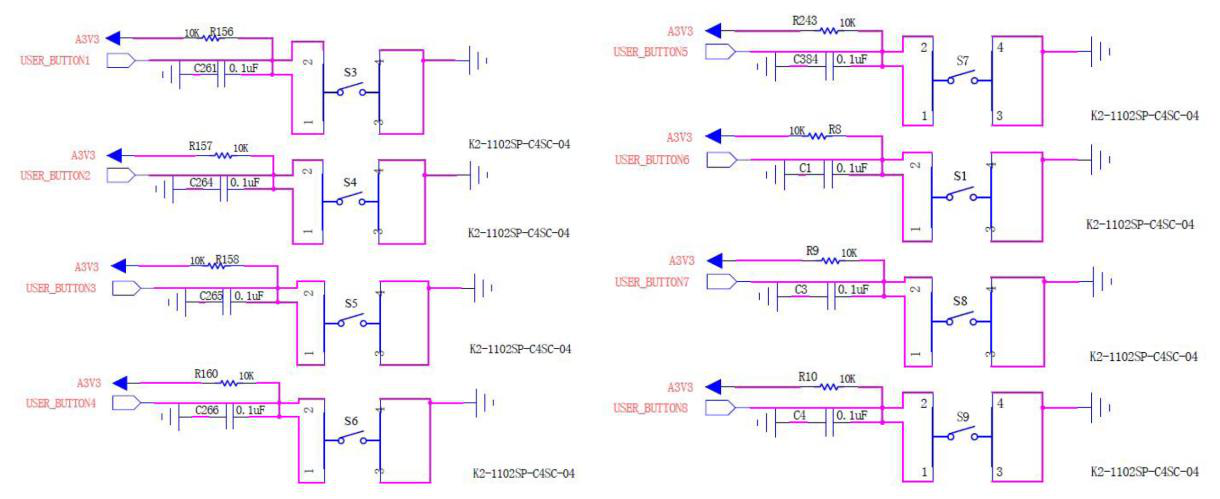 10K R156
A3V3
USER_BUTTON1
C261 0.1uF
2
1
S3
4
3
K2-1102SP-C4SC-04
R157 10K
A3V3
USER_BUTTON2
C264 0.1uF
2
1
S4
4
3
K2-1102SP-C4SC-04
10K R158
A3V3
USER_BUTTON3
C265 0.1uF
2
1
S5
4
3
K2-1102SP-C4SC-04
R160 10K
A3V3
USER_BUTTON4
C266 0.1uF
2
1
S6
4
3
K2-1102SP-C4SC-04
R243 10K
A3V3
USER_BUTTON5
C384 0.1uF
2
1
S7
4
3
K2-1102SP-C4SC-04
10K R8
A3V3
USER_BUTTON6
C1 0.1uF
2
1
S1
4
3
K2-1102SP-C4SC-04
R9 10K
A3V3
USER_BUTTON7
C3 0.1uF
2
1
S8
4
3
K2-1102SP-C4SC-04
R10 10K
A3V3
USER_BUTTON8
C4 0.1uF
2
1
S9
4
3
K2-1102SP-C4SC-04